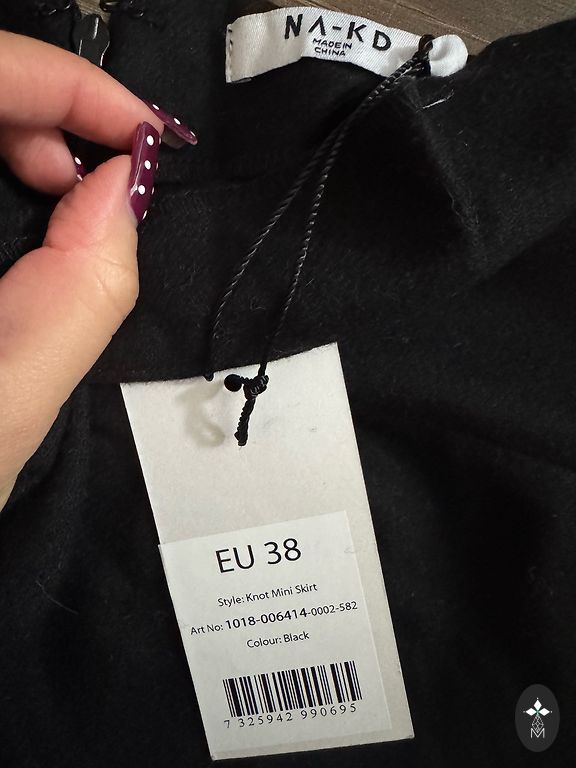 NA-KD
MADE IN
CHINA
EU 38
Style: Knot Mini Skirt
Art No: 1018-006414-0002-582
Colour: Black
7 325942 990695
M